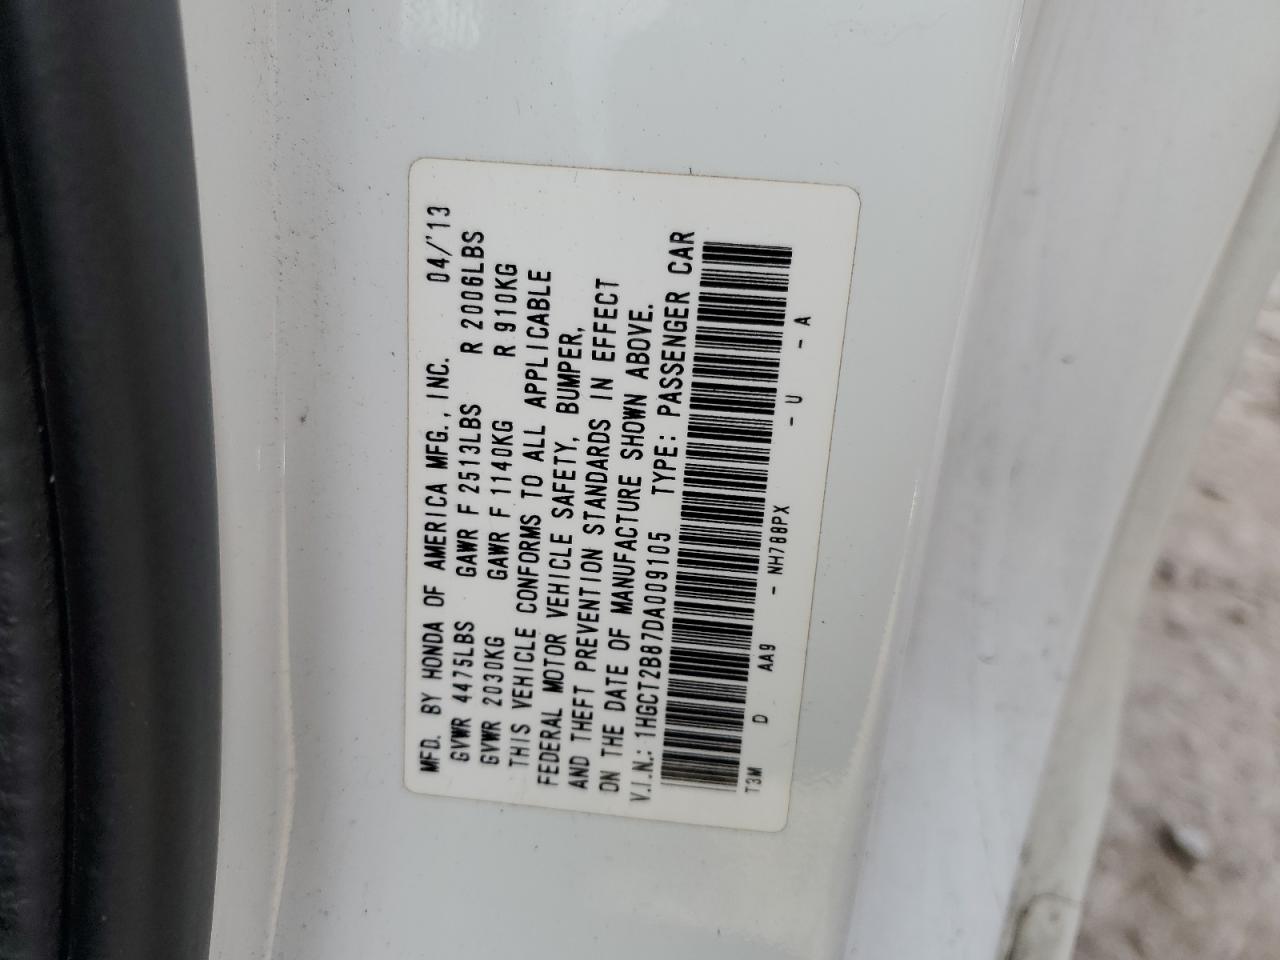 MFD. BY HONDA OF AMERICA MFG., INC. 04/'13
GVWR 4475LBS GAWR F 2513LBS R 2006LBS
GVWR 2030KG GAWR F 1140KG R 910KG
THIS VEHICLE CONFORMS TO ALL APPLICABLE
FEDERAL MOTOR VEHICLE SAFETY, BUMPER,
AND THEFT PREVENTION STANDARDS IN EFFECT
ON THE DATE OF MANUFACTURE SHOWN ABOVE.
V.I.N.: 1HGCT2B87DA009105 TYPE: PASSENGER CAR
T3M D AA9 - NH788PX - U - A